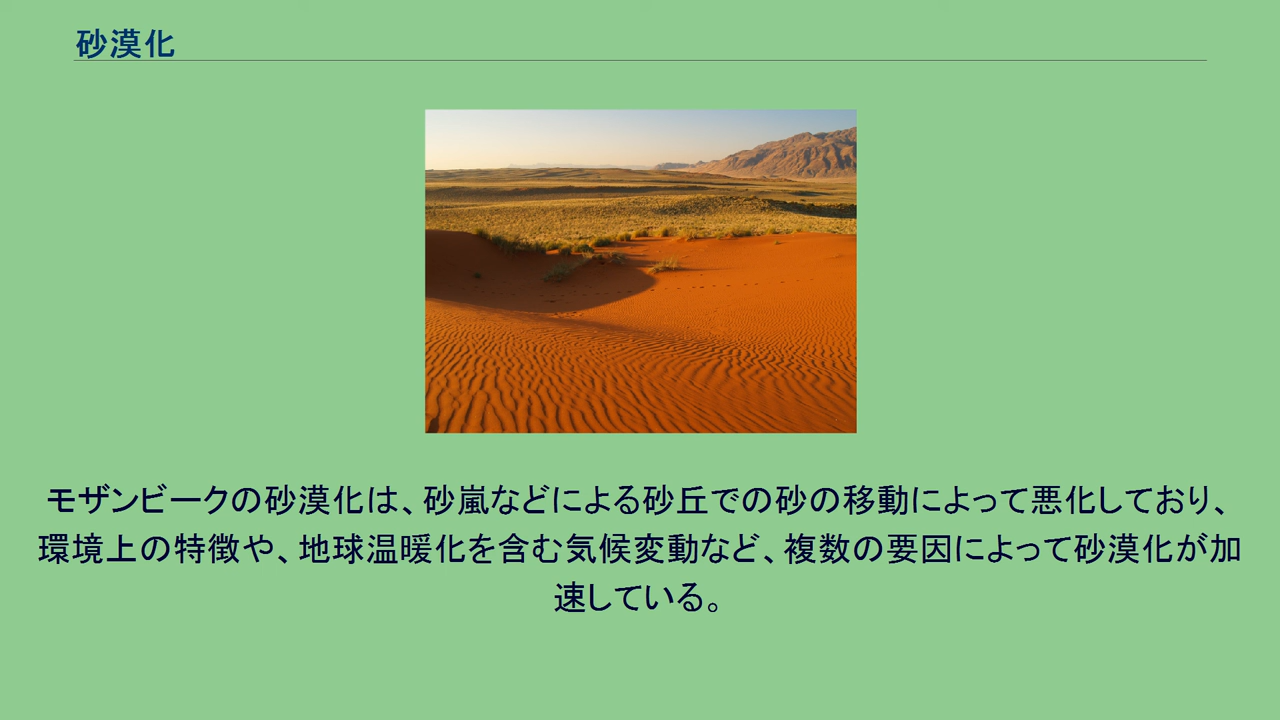 砂漠化
モザンビークの砂漠化は、砂嵐などによる砂丘での砂の移動によって悪化しており、
環境上の特徴や、地球温暖化を含む気候変動など、複数の要因によって砂漠化が加
速している。